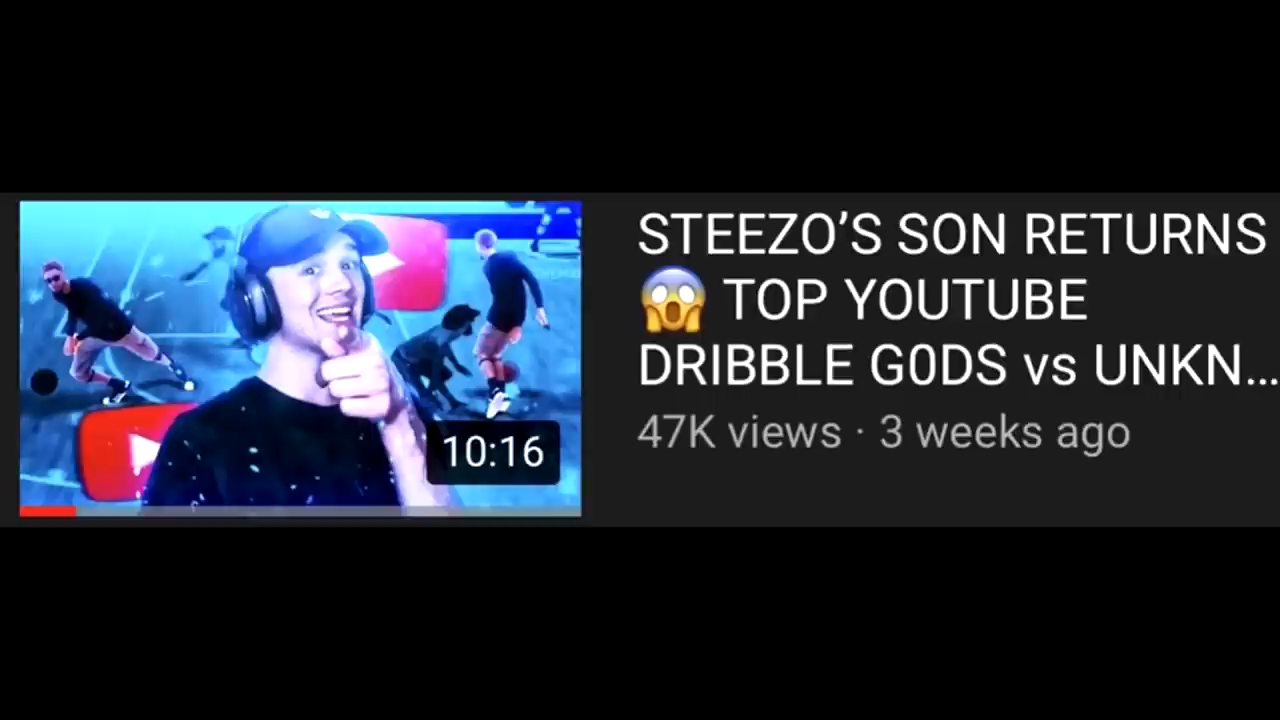 STEEZO’S SON RETURNS
😱 TOP YOUTUBE
DRIBBLE G0DS vs UNKN...
47K views · 3 weeks ago
10:16